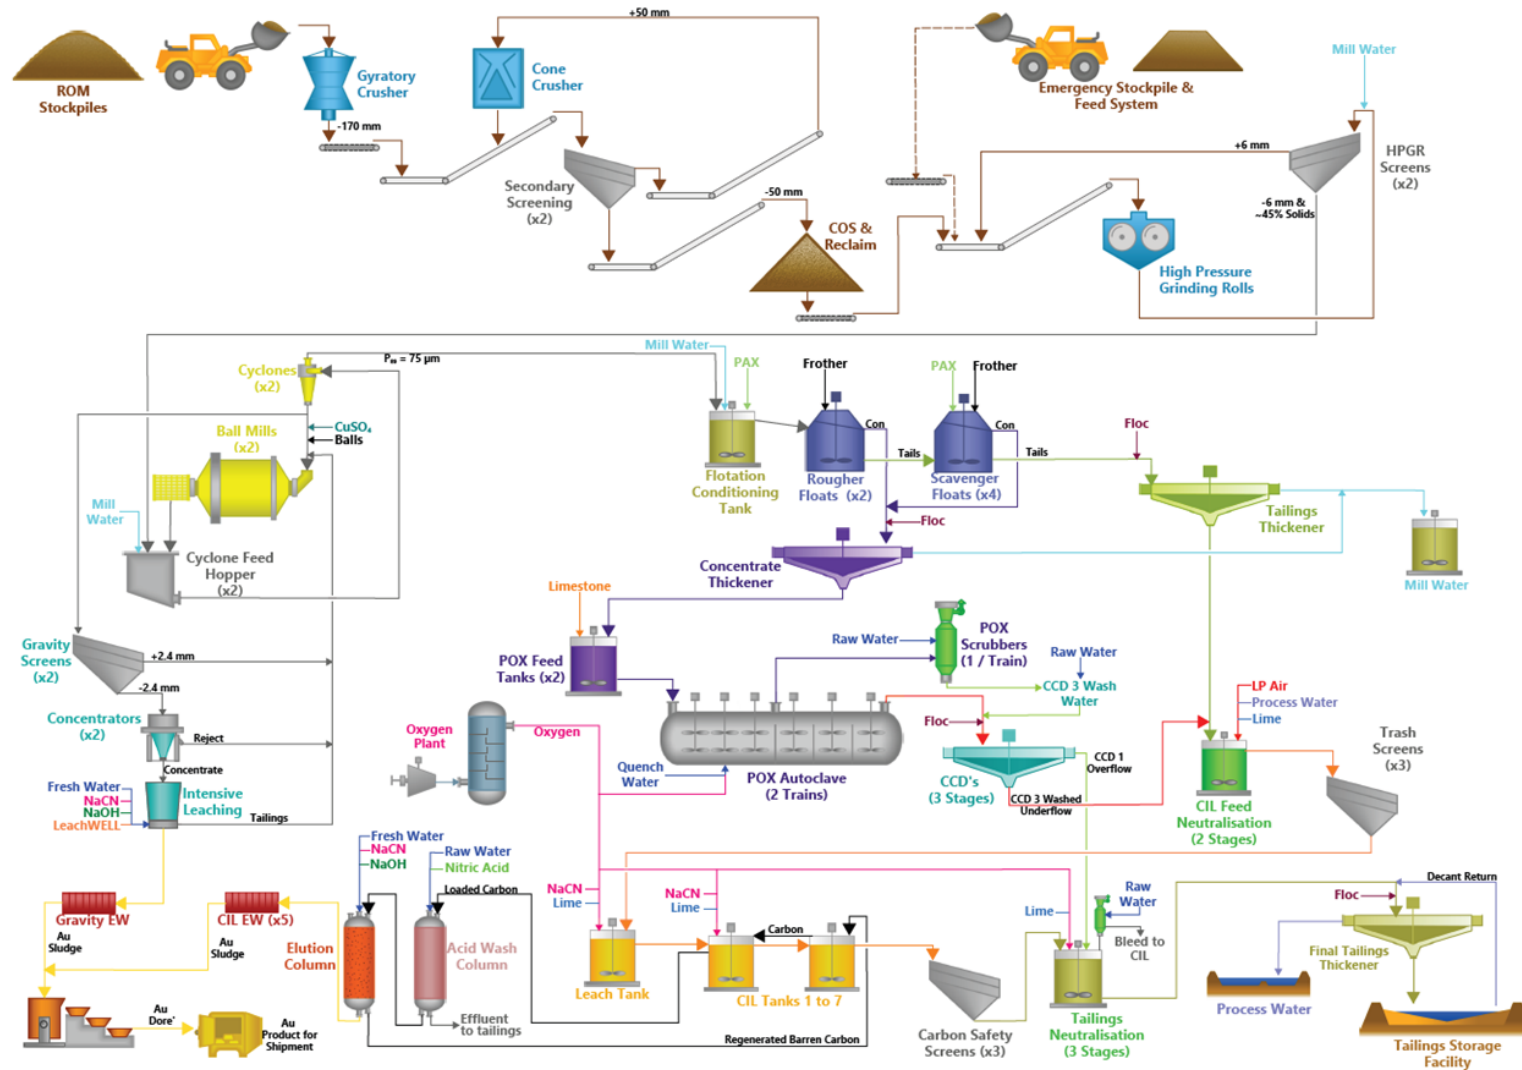 +50 mm
ROM
Stockpiles
Gyratory
Crusher
-170 mm
Cone
Crusher
Secondary
Screening
(x2)
-50 mm
COS &
Reclaim
Emergency Stockpile &
Feed System
Mill Water
+6 mm
HPGR
Screens
(x2)
-6 mm &
~45% Solids
High Pressure
Grinding Rolls
Cyclones
(x2)
= 75 µm
CuSO₄
Balls
Ball Mills
(x2)
Mill
Water
Cyclone Feed
Hopper
(x2)
Mill Water
PAX
Flotation
Conditioning
Tank
Frother
Con
Tails
Rougher
Floats (x2)
PAX
Frother
Con
Tails
Scavenger
Floats (x4)
Floc
Floc
Tailings
Thickener
Mill Water
Concentrate
Thickener
Gravity
Screens
(x2)
+2.4 mm
-2.4 mm
Concentrators
(x2)
Reject
Concentrate
Fresh Water
NaCN
NaOH
LeachWELL
Intensive
Leaching
Tailings
Limestone
POX Feed
Tanks (x2)
Raw Water
POX
Scrubbers
(1 / Train)
Raw Water
CCD 3 Wash
Water
Oxygen
Plant
Oxygen
Quench
Water
POX Autoclave
(2 Trains)
Floc
CCD's
(3 Stages)
CCD 1
Overflow
CCD 3 Washed
Underflow
LP Air
Process Water
Lime
CIL Feed
Neutralisation
(2 Stages)
Trash
Screens
(x3)
Gravity EW
CIL EW (x5)
Au
Sludge
Au
Sludge
Au
Dore'
Au
Product for
Shipment
Fresh Water
NaCN
NaOH
Elution
Column
Raw Water
Nitric Acid
Loaded Carbon
Acid Wash
Column
Effluent
to tailings
Regenerated Barren Carbon
NaCN
Lime
Leach Tank
NaCN
Lime
Carbon
CIL Tanks 1 to 7
Carbon Safety
Screens (x3)
Lime
Raw
Water
Bleed to
CIL
Tailings
Neutralisation
(3 Stages)
Floc
Decant Return
Final Tailings
Thickener
Process Water
Tailings Storage
Facility